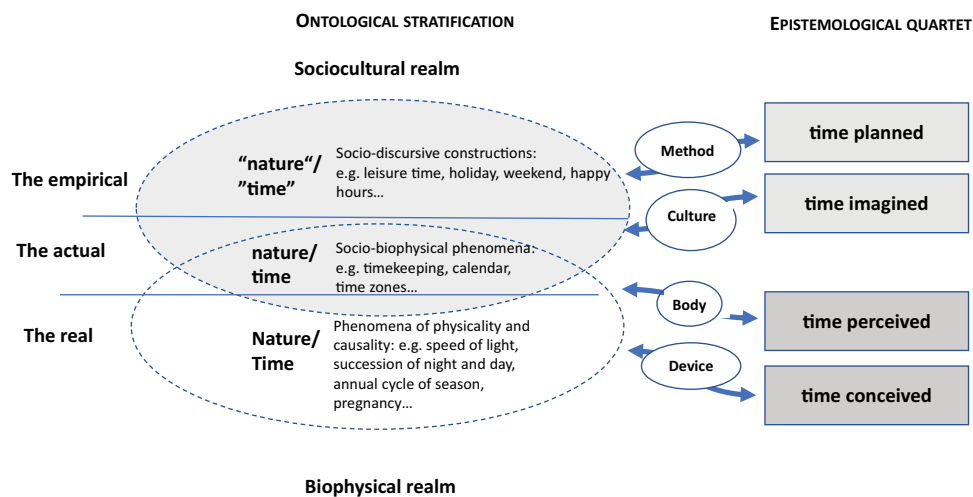 ONTOLOGICAL STRATIFICATION
EPISTEMOLOGICAL QUARTET
Sociocultural realm
The empirical
“nature“/
”time”
Socio-discursive constructions:
e.g. leisure time, holiday, weekend, happy
hours...
Method
time planned
Culture
time imagined
The actual
nature/
time
Socio-biophysical phenomena:
e.g. timekeeping, calendar,
time zones...
Body
time perceived
The real
Nature/
Time
Phenomena of physicality and
causality: e.g. speed of light,
succession of night and day,
annual cycle of season,
pregnancy...
Device
time conceived
Biophysical realm